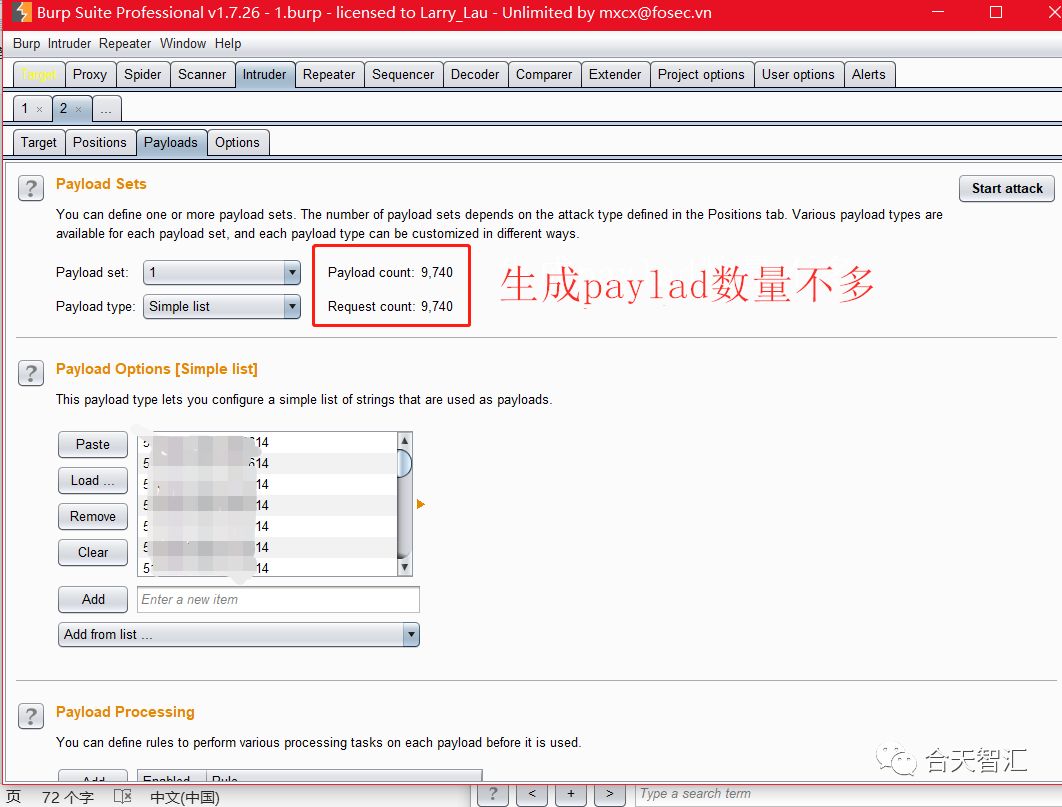 Burp Suite Professional v1.7.26 - 1.burp - licensed to Larry_Lau - Unlimited by mxcx@fosec.vn
Burp Intruder Repeater Window Help
Target Proxy Spider Scanner Intruder Repeater Sequencer Decoder Comparer Extender Project options User options Alerts
1 × 2 × ...
Target Positions Payloads Options
? Payload Sets
Start attack
You can define one or more payload sets. The number of payload sets depends on the attack type defined in the Positions tab. Various payload types are
available for each payload set, and each payload type can be customized in different ways.
Payload set: 1 Payload count: 9,740
Payload type: Simple list Request count: 9,740
生成paylad数量不多
? Payload Options [Simple list]
This payload type lets you configure a simple list of strings that are used as payloads.
Paste
Load ...
Remove
Clear
5 14
5 614
5 14
5 14
5 14
5 14
51 14
Add Enter a new item
Add from list ...
? Payload Processing
You can define rules to perform various processing tasks on each payload before it is used.
Add Enabled Rule
合天智汇
页 72 个字 中文(中国) ? < + > Type a search term